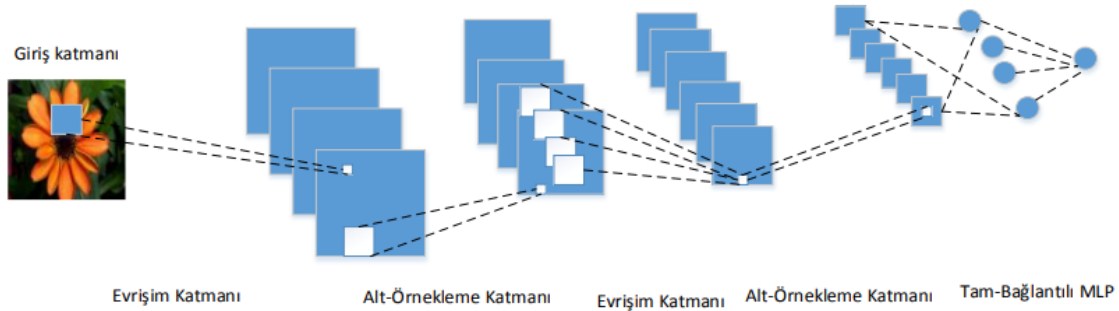 Giriş katmanı
Evrişim Katmanı
Alt-Örnekleme Katmanı
Evrişim Katmanı
Alt-Örnekleme Katmanı
Tam-Bağlantılı MLP